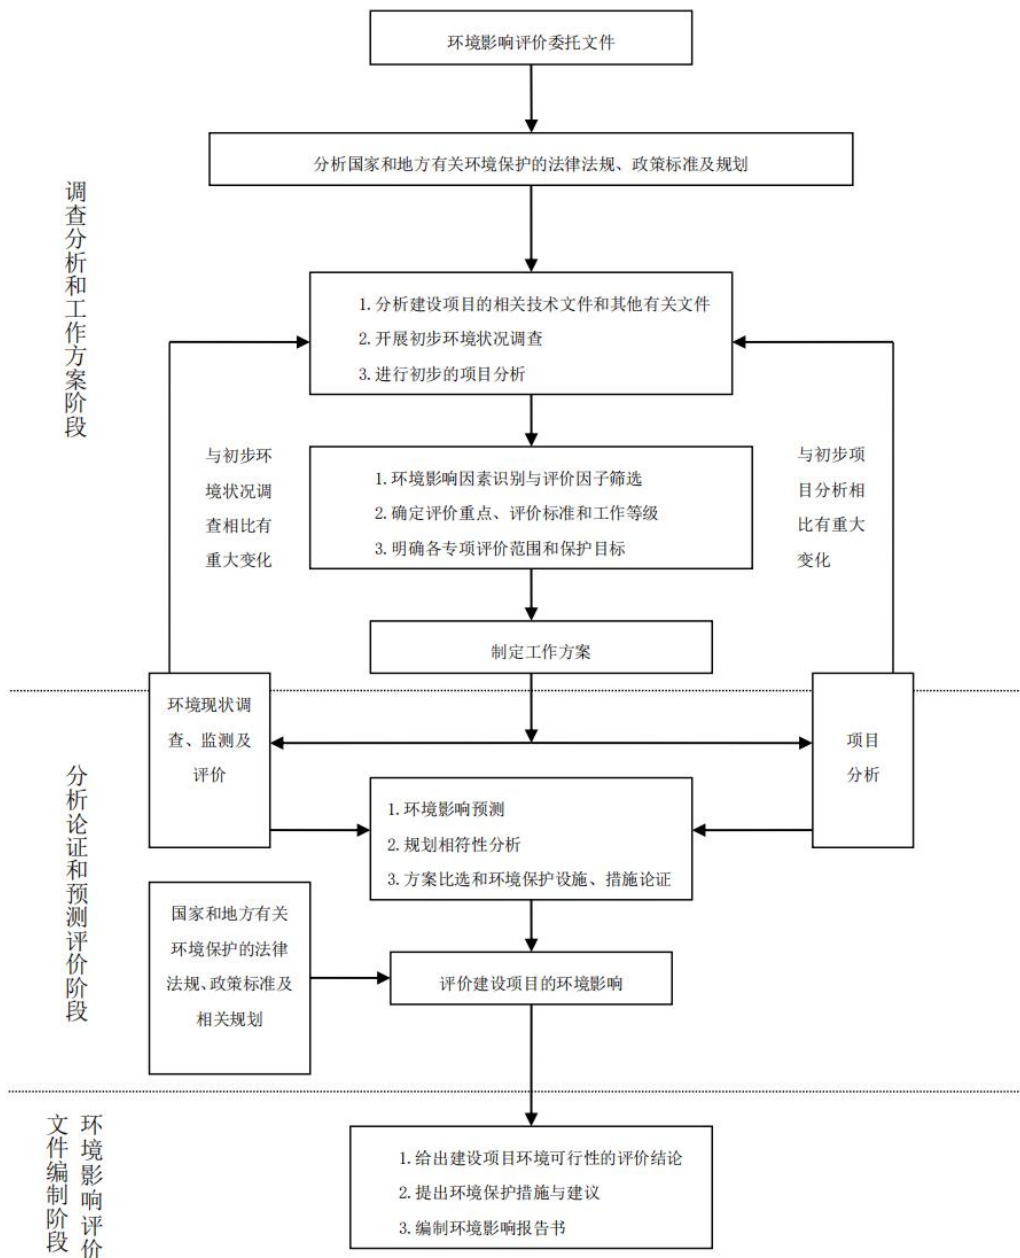 环境影响评价委托文件
分析国家和地方有关环境保护的法律法规、政策标准及规划
调查分析和工作方案阶段
1.分析建设项目的相关技术文件和其他有关文件
2.开展初步环境状况调查
3.进行初步的项目分析
与初步环
境状况调
查相比有
重大变化
1.环境影响因素识别与评价因子筛选
2.确定评价重点、评价标准和工作等级
3.明确各专项评价范围和保护目标
与初步项
目分析相
比有重大
变化
制定工作方案
分析论证和预测评价阶段
环境现状调
查、监测及
评价
项目
分析
1.环境影响预测
2.规划相符性分析
3.方案比选和环境保护设施、措施论证
国家和地方有关
环境保护的法律
法规、政策标准及
相关规划
评价建设项目的环境影响
环境影响评价
文件编制阶段
1.给出建设项目环境可行性的评价结论
2.提出环境保护措施与建议
3.编制环境影响报告书